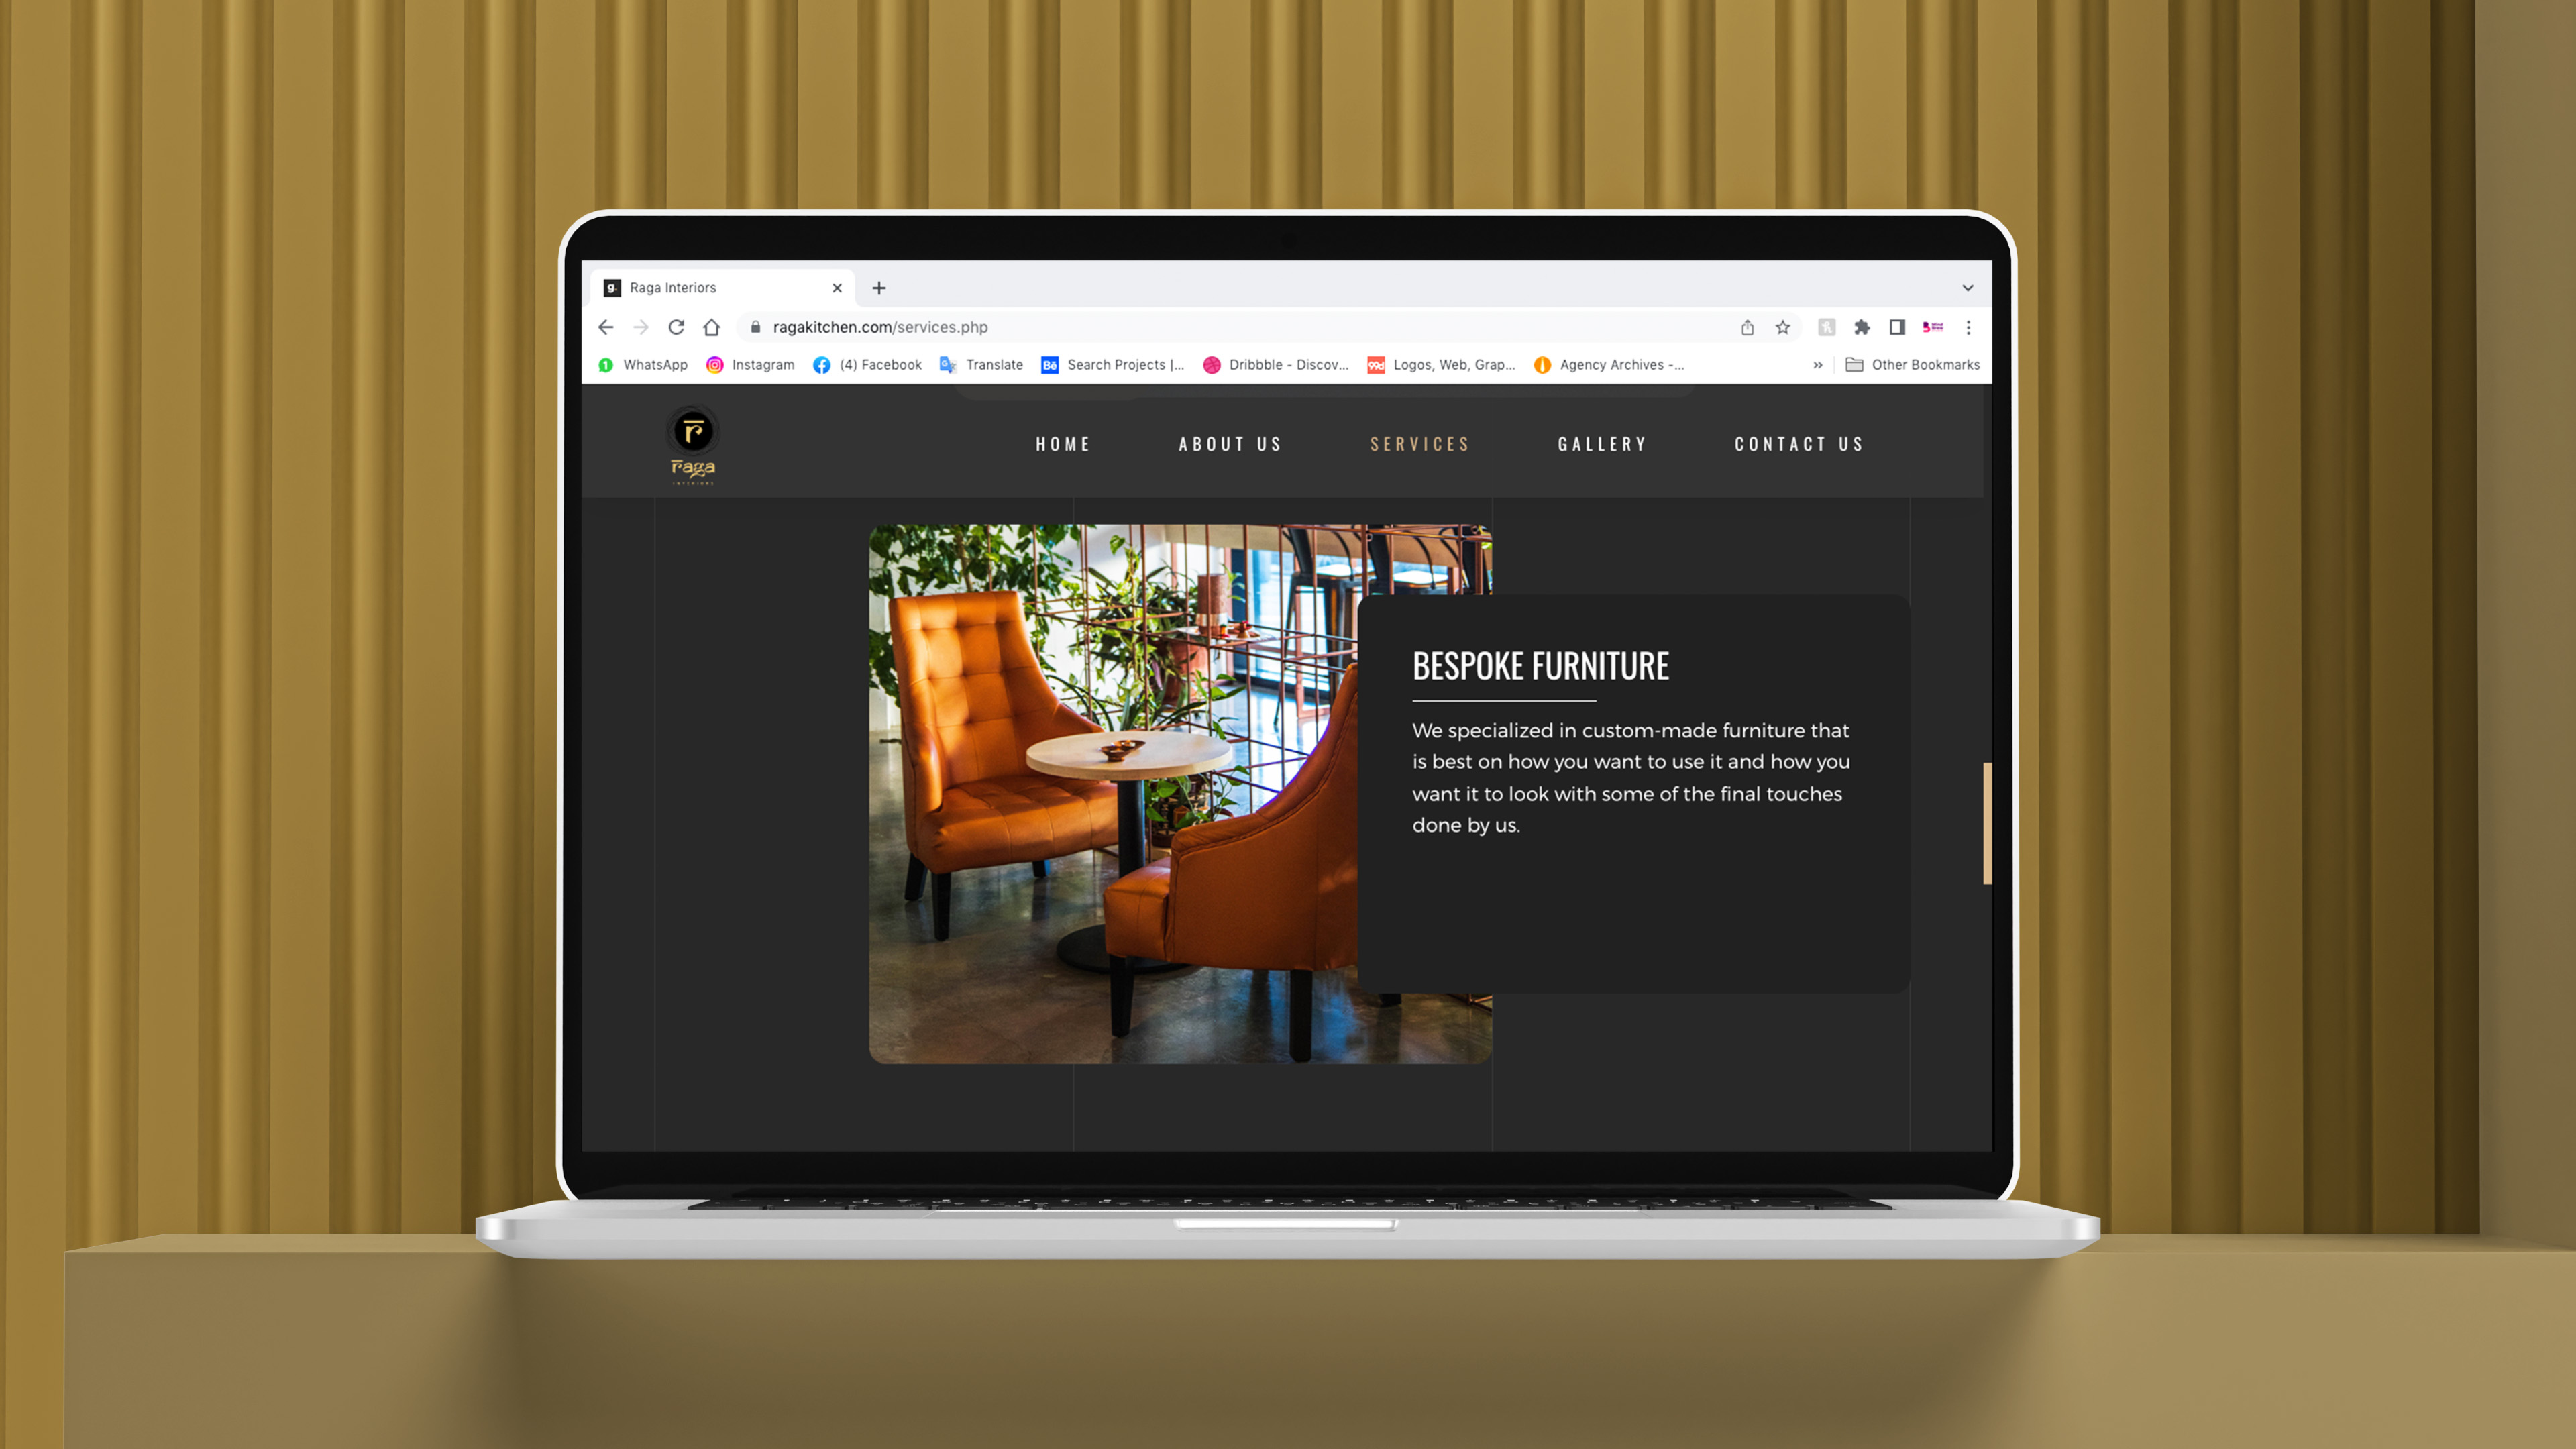 g. Raga Interiors
ragakitchen.com/services.php
WhatsApp Instagram (4) Facebook Translate Bē Search Projects |... Dribbble - Discov... 99d Logos, Web, Grap... Agency Archives -... » Other Bookmarks
r
raga
INTERIORS
HOME ABOUT US SERVICES GALLERY CONTACT US
BESPOKE FURNITURE
We specialized in custom-made furniture that
is best on how you want to use it and how you
want it to look with some of the final touches
done by us.